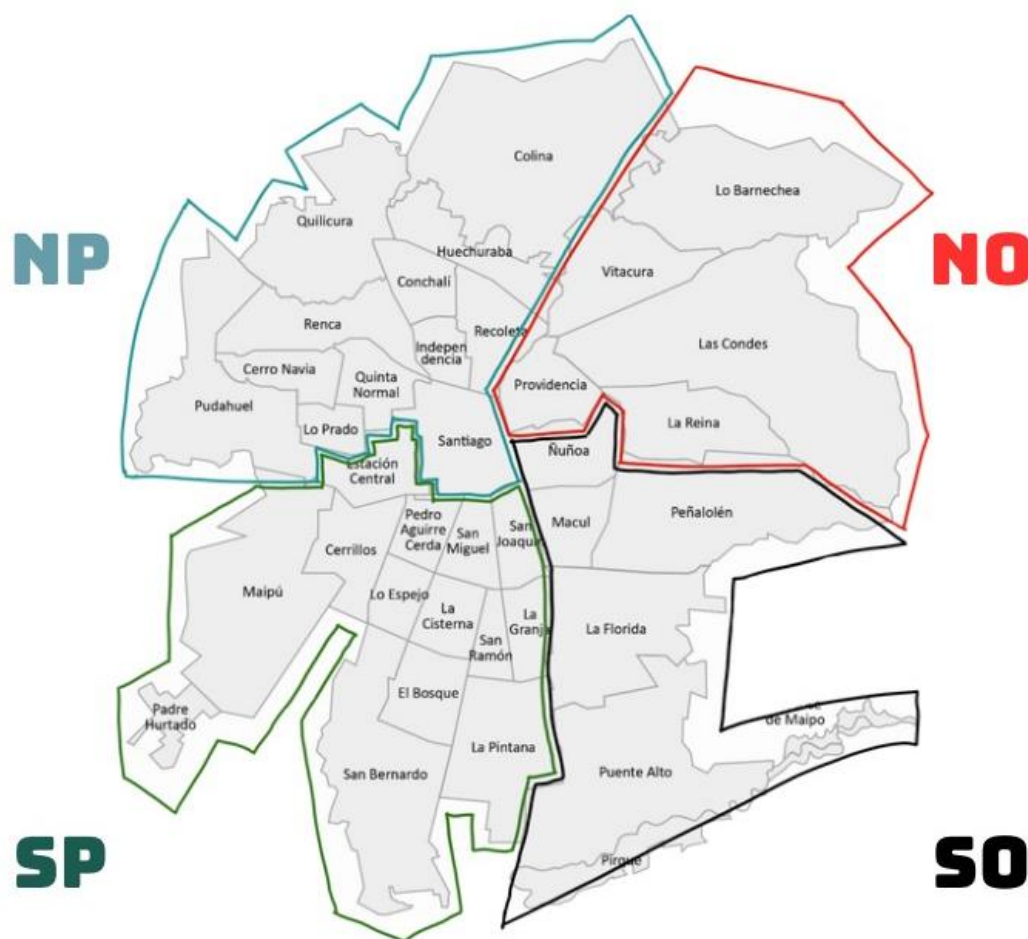 Colina
Lo Barnechea
Quilicura
NP
NO
Huechuraba
Vitacura
Conchalí
Renca
Recoleta
Indepen
dencia
Las Condes
Cerro Navia
Quinta
Normal
Providencia
Pudahuel
Lo Prado
La Reina
Santiago
Ñuñoa
Estación
Central
Pedro
Aguirre
Cerda
San
Miguel
San
Joaquín
Macul
Peñalolén
Cerrillos
Maipú
Lo Espejo
La
Cisterna
La
Granja
La Florida
San
Ramón
El Bosque
Padre
Hurtado
de Maipo
La Pintana
San Bernardo
Puente Alto
SP
SO
Pirque